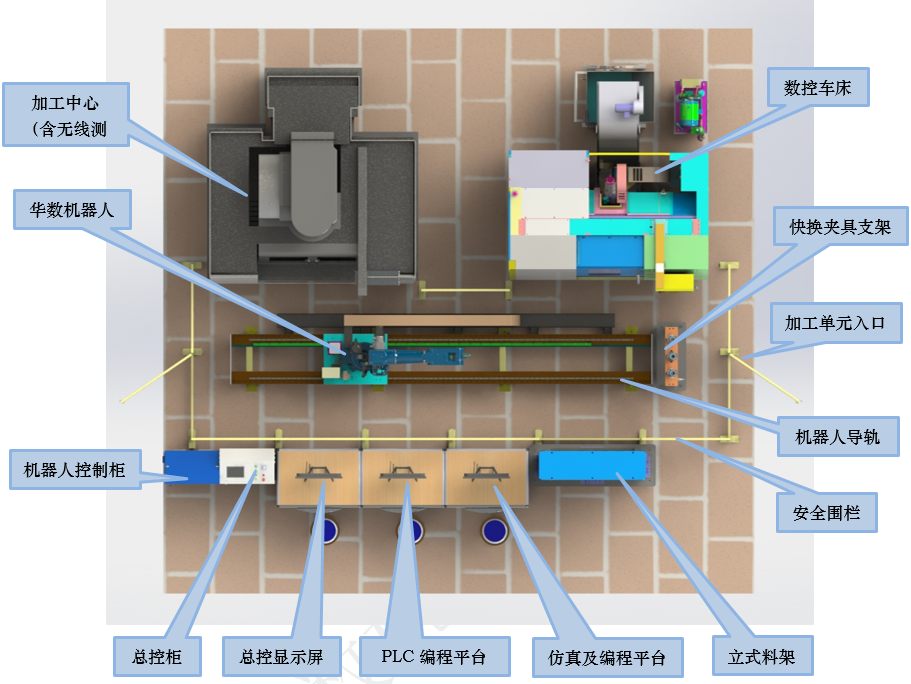 加工中心
（含无线测
数控车床
华数机器人
快换夹具支架
加工单元入口
机器人导轨
机器人控制柜
安全围栏
总控柜
总控显示屏
PLC 编程平台
仿真及编程平台
立式料架